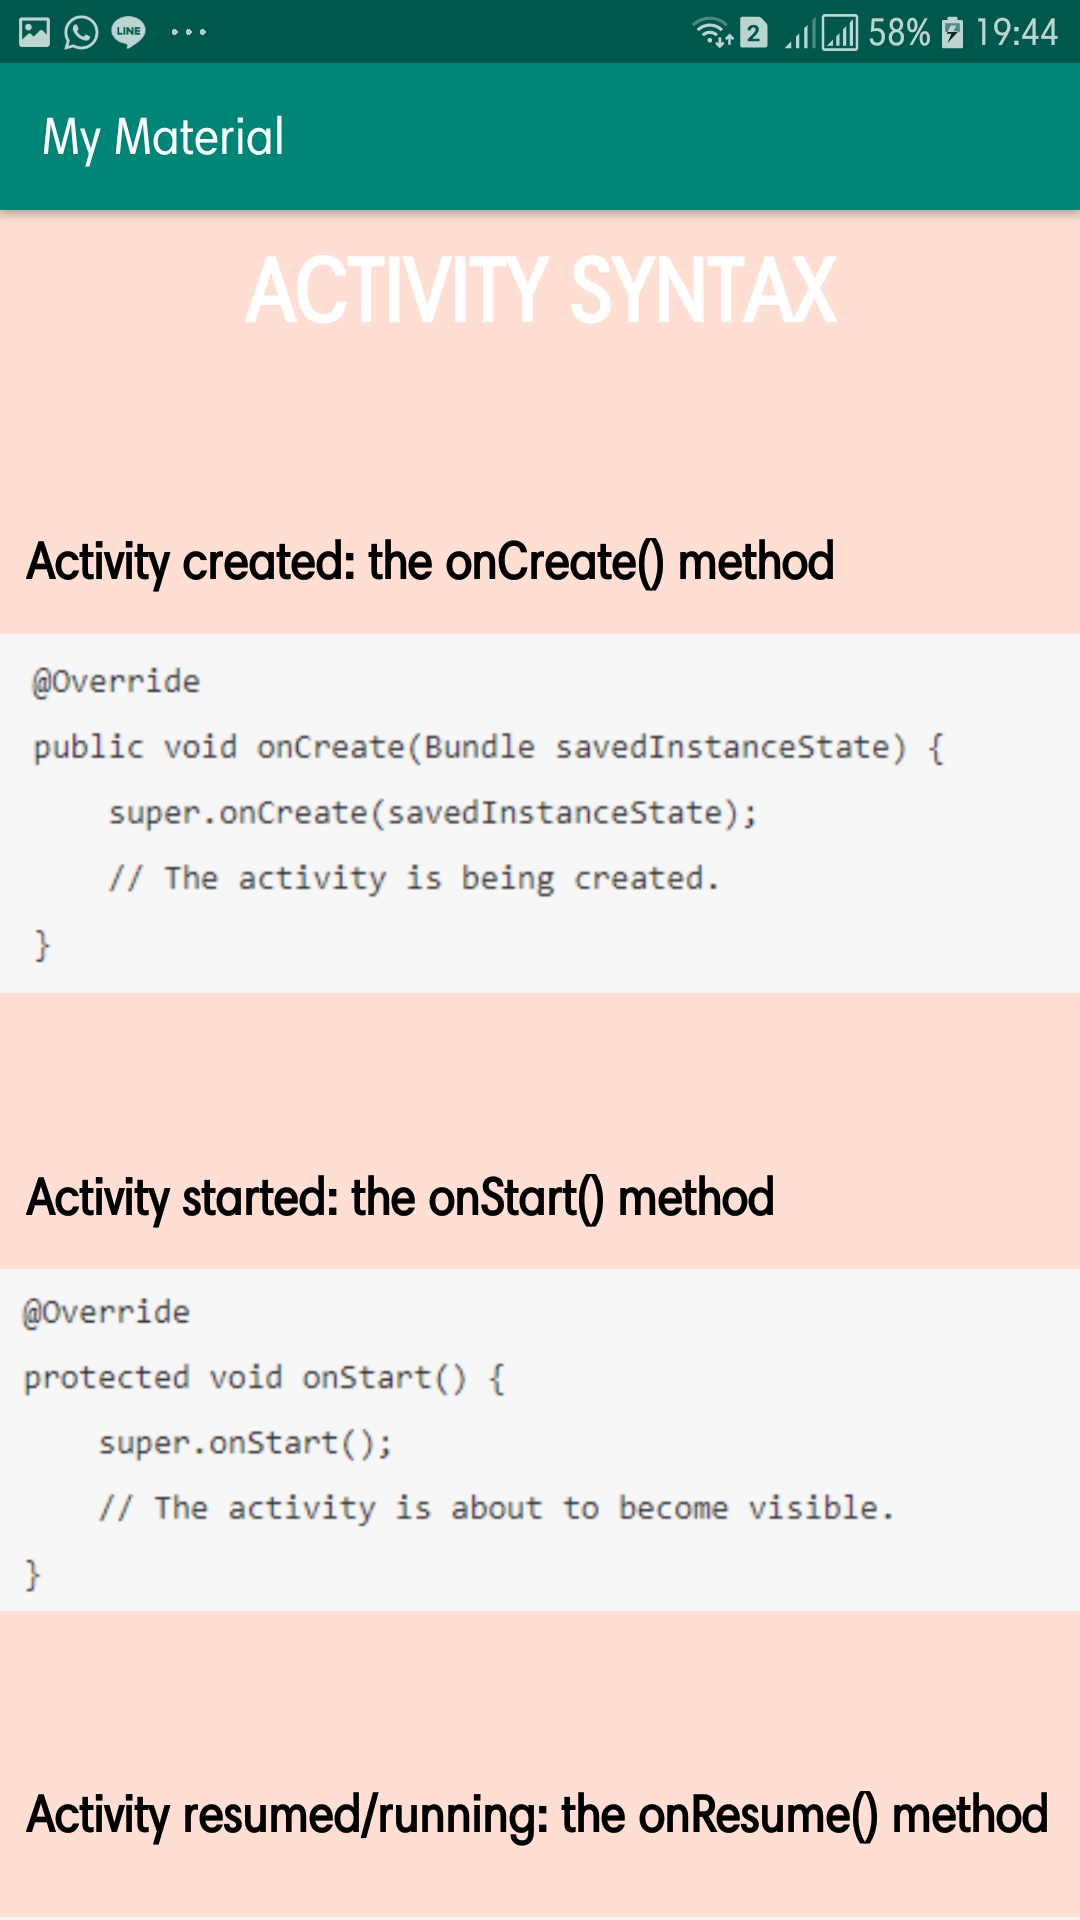 LINE
2
58%
19:44
My Material
ACTIVITY SYNTAX
Activity created: the onCreate() method
@Override
public void onCreate(Bundle savedInstanceState) {
super.onCreate(savedInstanceState);
// The activity is being created.
}
Activity started: the onStart() method
@Override
protected void onStart() {
super.onStart();
// The activity is about to become visible.
}
Activity resumed/running: the onResume() method